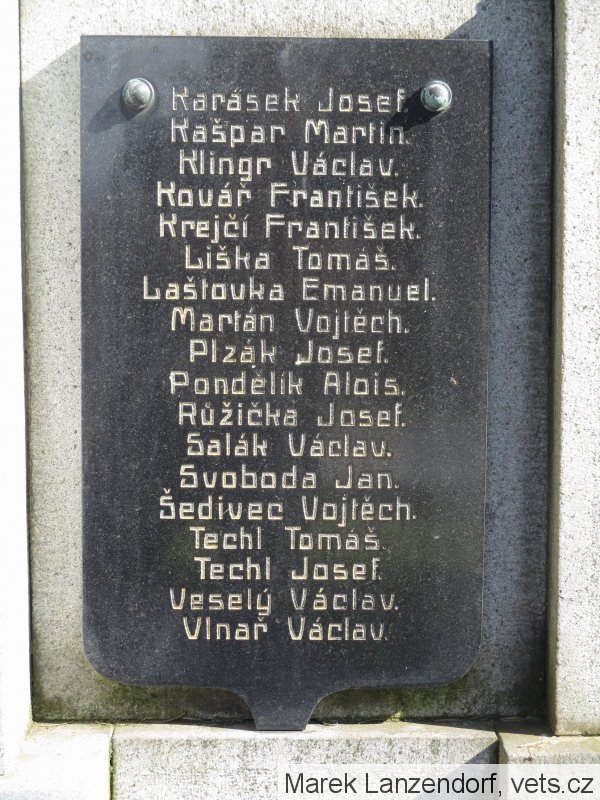 Karásek Josef.
Kašpar Martin.
Klingr Václav.
Kovář František.
Krejčí František.
Liška Tomáš.
Laštovka Emanuel.
Martán Vojtěch.
Plzák Josef.
Pondělík Alois.
Růžička Josef.
Salák Václav.
Svoboda Jan.
Šedivec Vojtěch.
Techl Tomáš.
Techl Josef.
Veselý Václav.
Vlnař Václav.
Marek Lanzendorf, vets.cz